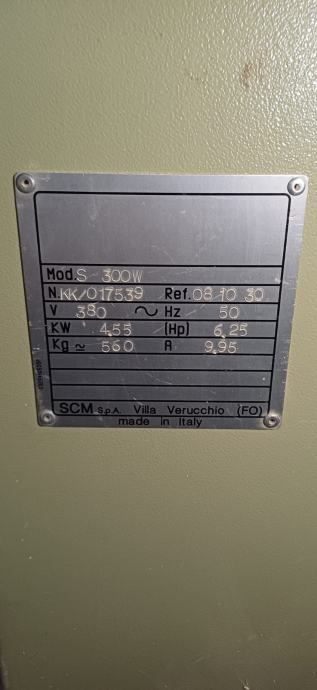 Mod. S 300W
N. KK/017539 Ref. 08 10 30
V 380 ~ Hz 50
KW 4.55 (Hp) 6.25
Kg ≃ 560 A 9.95
SCM S.p.A. Villa Verucchio (FO)
made in Italy